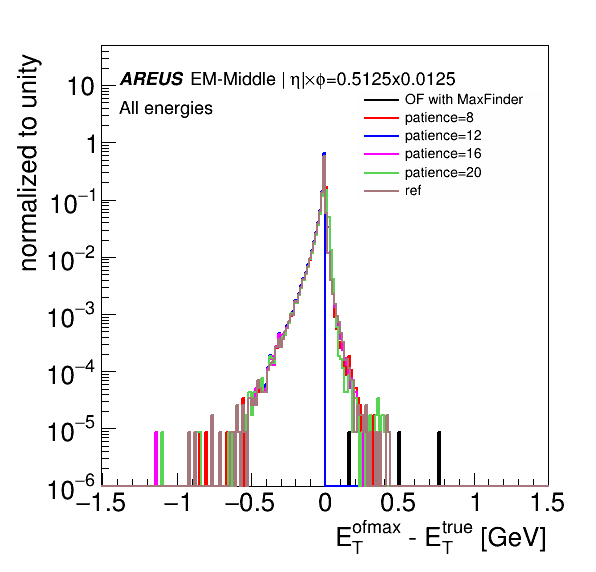 AREUS EM-Middle | η|×ϕ=0.5125x0.0125
All energies
OF with MaxFinder
patience=8
patience=12
patience=16
patience=20
ref
normalized to unity
10
1
10⁻¹
10⁻²
10⁻³
10⁻⁴
10⁻⁵
10⁻⁶
−1.5 −1 −0.5 0 0.5 1 1.5
E_T^ofmax - E_T^true [GeV]